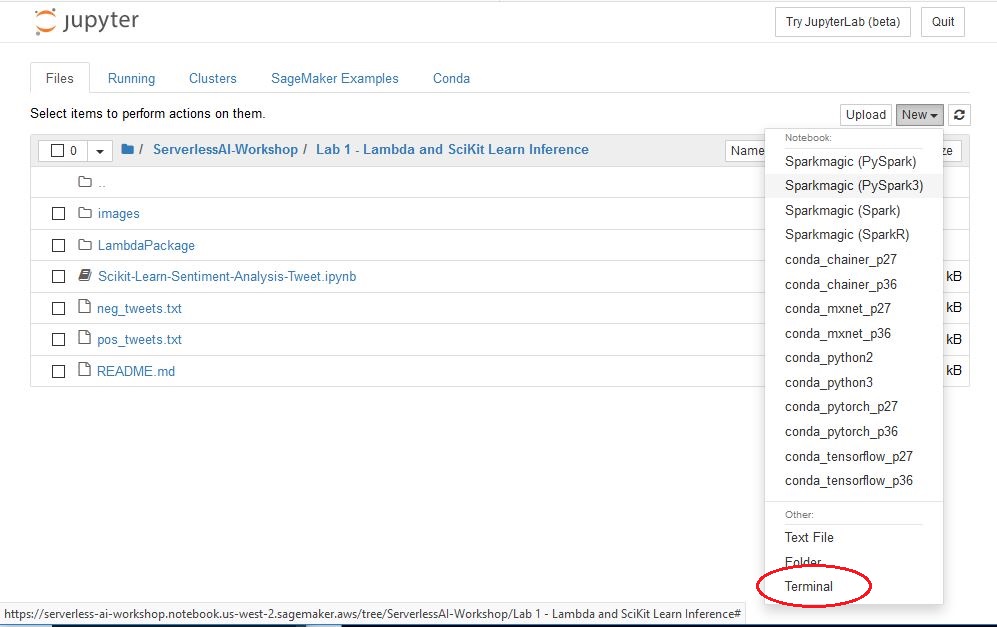 jupyter
Try JupyterLab (beta) Quit
Files Running Clusters SageMaker Examples Conda
Select items to perform actions on them.
Upload New
0 / ServerlessAI-Workshop / Lab 1 - Lambda and SciKit Learn Inference Name ze
..
images
LambdaPackage
Scikit-Learn-Sentiment-Analysis-Tweet.ipynb kB
neg_tweets.txt kB
pos_tweets.txt kB
README.md kB
Notebook:
Sparkmagic (PySpark)
Sparkmagic (PySpark3)
Sparkmagic (Spark)
Sparkmagic (SparkR)
conda_chainer_p27
conda_chainer_p36
conda_mxnet_p27
conda_mxnet_p36
conda_python2
conda_python3
conda_pytorch_p27
conda_pytorch_p36
conda_tensorflow_p27
conda_tensorflow_p36
Other:
Text File
Folder
Terminal
https://serverless-ai-workshop.notebook.us-west-2.sagemaker.aws/tree/ServerlessAI-Workshop/Lab 1 - Lambda and SciKit Learn Inference#